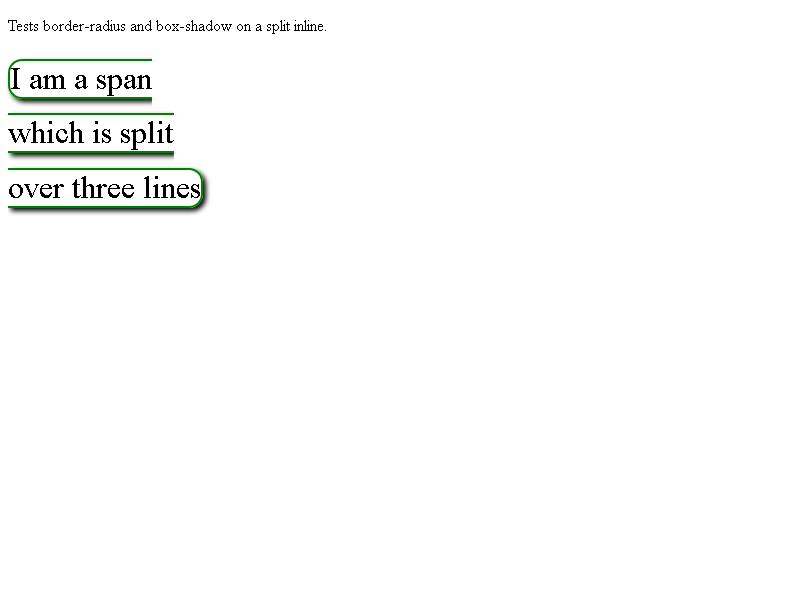 Tests border-radius and box-shadow on a split inline.
I am a span
which is split
over three lines